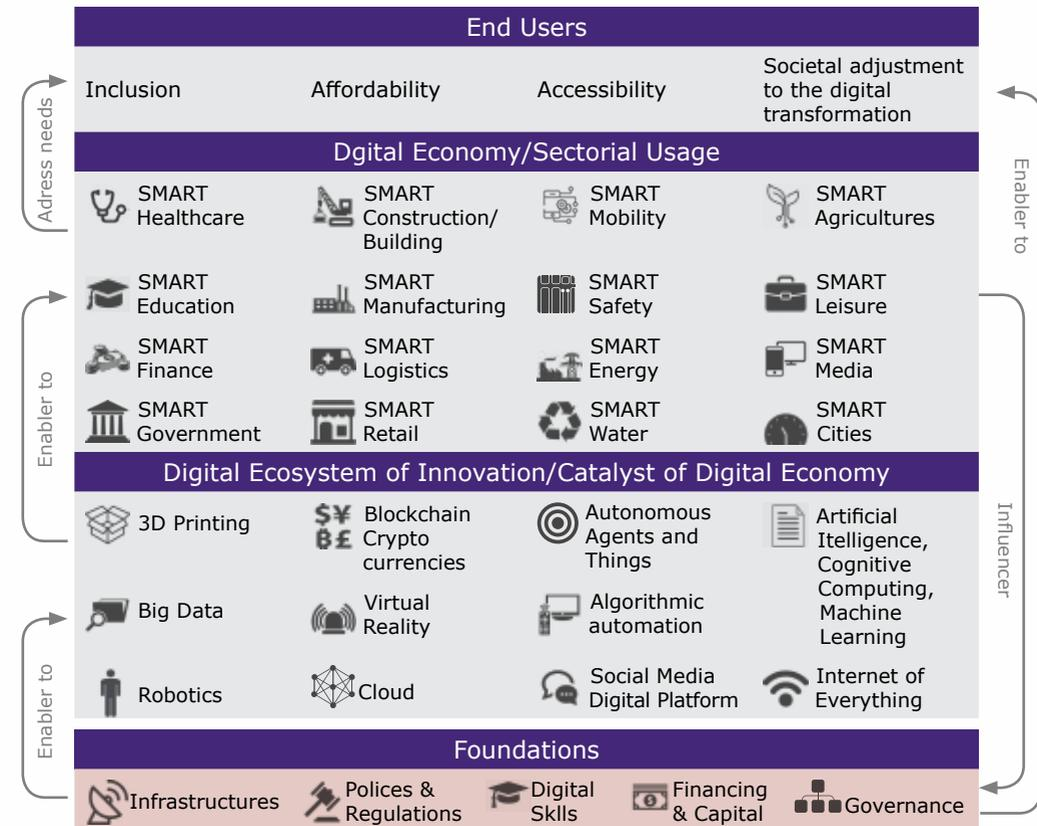 End Users
Inclusion
Affordability
Accessibility
Societal adjustment
to the digital
transformation
Dgital Economy/Sectorial Usage
SMART
Healthcare
SMART
Construction/
Building
SMART
Mobility
SMART
Agricultures
SMART
Education
SMART
Manufacturing
SMART
Safety
SMART
Leisure
SMART
Finance
SMART
Logistics
SMART
Energy
SMART
Media
SMART
Government
SMART
Retail
SMART
Water
SMART
Cities
Digital Ecosystem of Innovation/Catalyst of Digital Economy
3D Printing
$¥
฿£
Blockchain
Crypto
currencies
Autonomous
Agents and
Things
Artificial
Itelligence,
Cognitive
Computing,
Machine
Learning
Big Data
Virtual
Reality
Algorithmic
automation
Robotics
Cloud
Social Media
Digital Platform
Internet of
Everything
Foundations
Infrastructures
Polices &
Regulations
Digital
Sklls
Financing
& Capital
Governance
Adress needs
Enabler to
Enabler to
Enabler to
Influencer